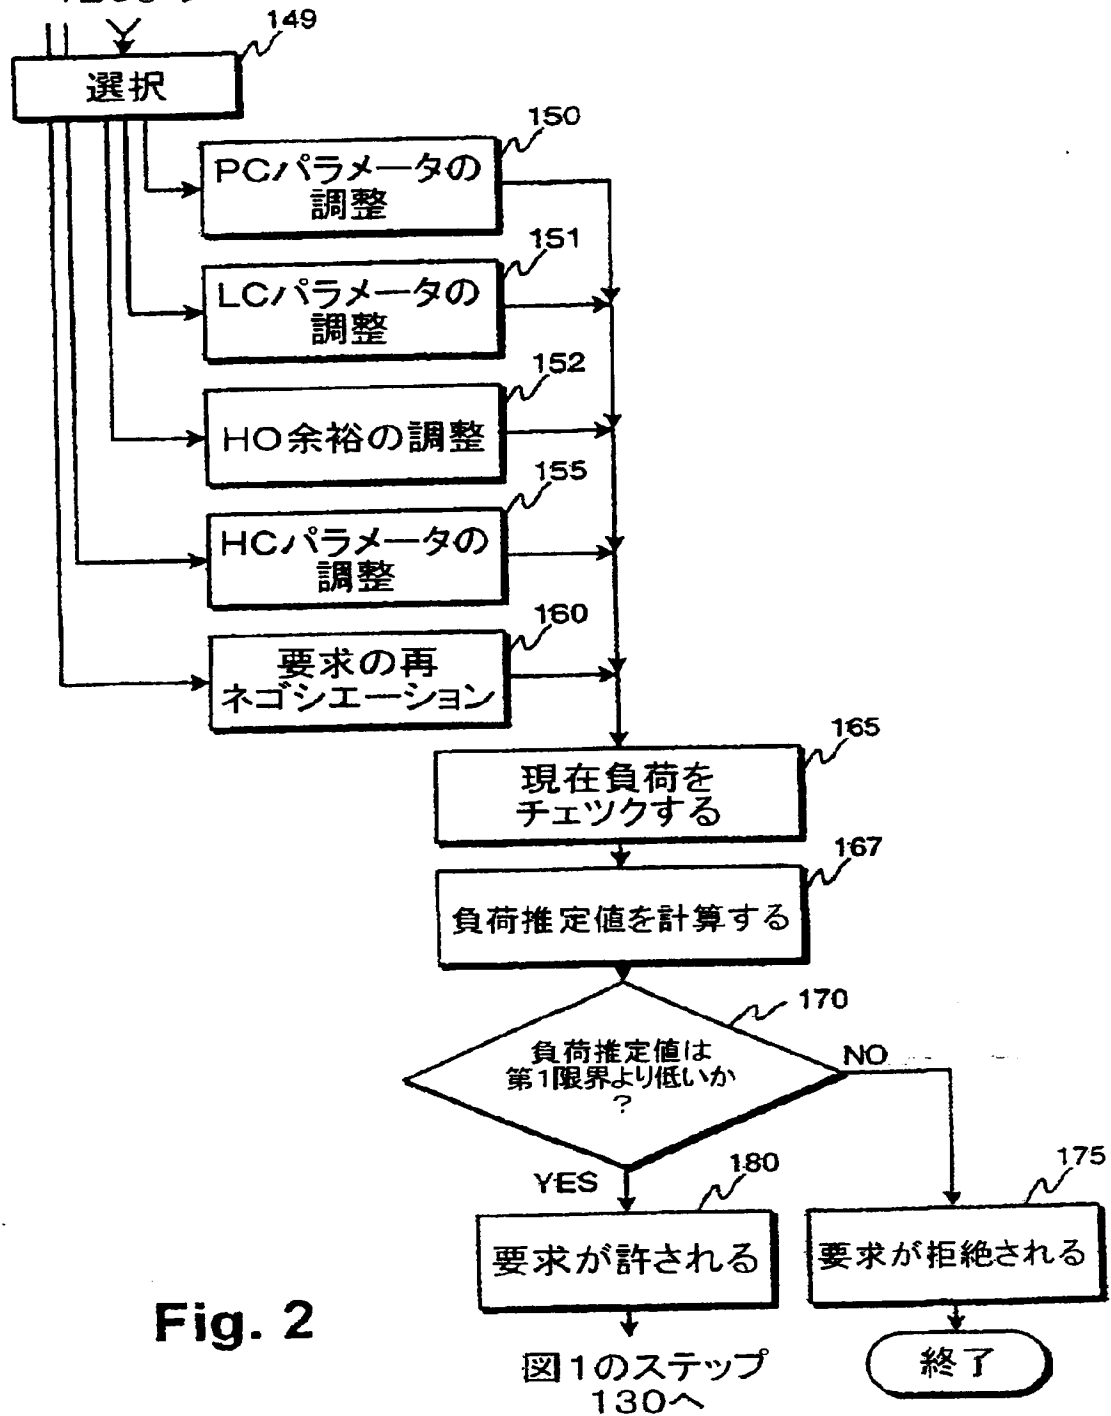 149
選択
150
PCパラメータの
調整
151
LCパラメータの
調整
152
HO余裕の調整
155
HCパラメータの
調整
160
要求の再
ネゴシエーション
165
現在負荷を
チェツクする
167
負荷推定値を計算する
170
負荷推定値は
第1限界より低いか
?
NO
YES
180
175
要求が許される
要求が拒絶される
Fig. 2
図1のステップ
130へ
終了